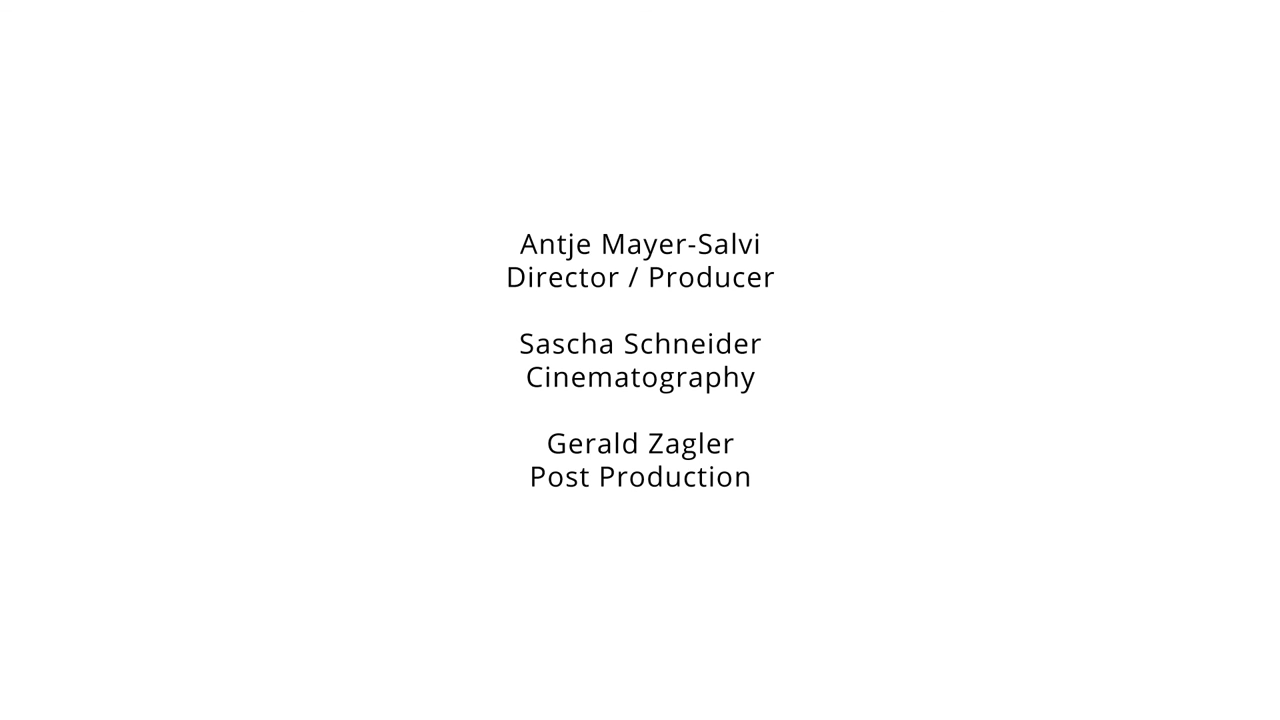 Antje Mayer-Salvi
Director / Producer
Sascha Schneider
Cinematography
Gerald Zagler
Post Production